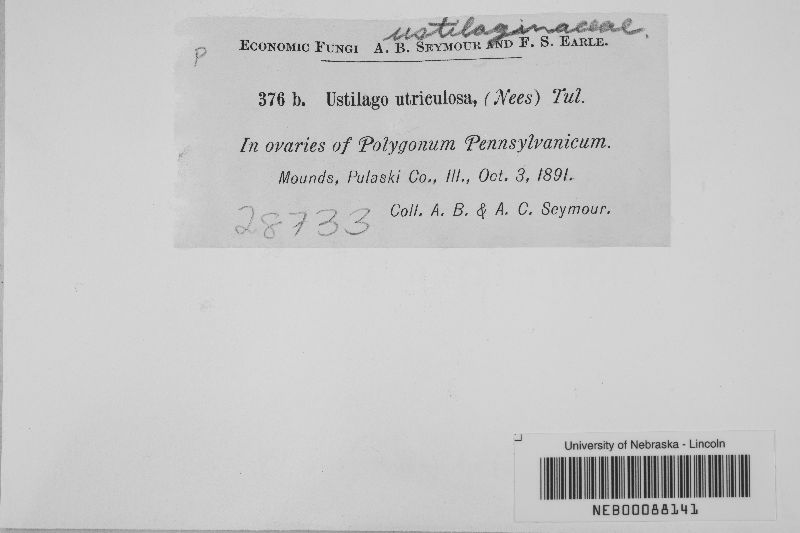 ustilaginaceae.
P
Economic Fungi A. B. Seymour and F. S. Earle.
376 b. Ustilago utriculosa, (Nees) Tul.
In ovaries of Polygonum Pennsylvanicum.
Mounds, Pulaski Co., Ill., Oct. 3, 1891.
28733 Coll. A. B. & A. C. Seymour.
University of Nebraska - Lincoln
NEB00088141